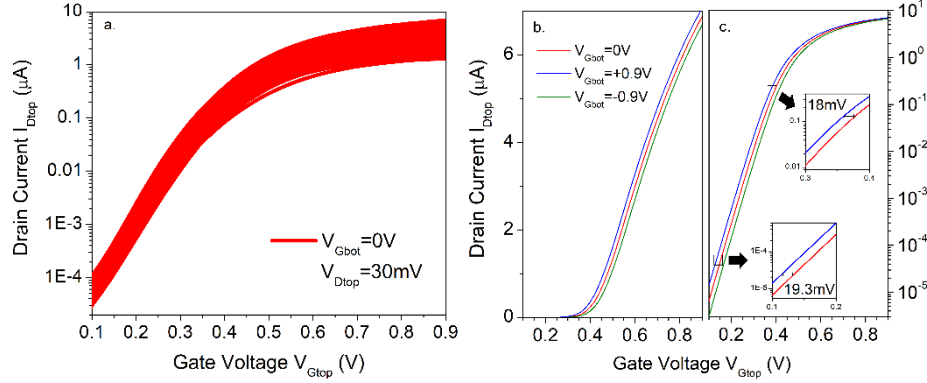 a.
Drain Current I_Dtop (μA)
10
1
0.1
0.01
1E-3
1E-4
V_Gbot=0V
V_Dtop=30mV
0.1 0.2 0.3 0.4 0.5 0.6 0.7 0.8 0.9
Gate Voltage V_Gtop (V)
b.
Drain Current I_Dtop (μA)
6
4
2
0
V_Gbot=0V
V_Gbot=+0.9V
V_Gbot=-0.9V
0.2 0.4 0.6 0.8
c.
10^1
10^0
10^-1
10^-2
10^-3
10^-4
10^-5
18mV
0.1
0.01
0.3 0.4
1E-4
1E-5
19.3mV
0.1 0.2
0.2 0.4 0.6 0.8
Gate Voltage V_Gtop (V)